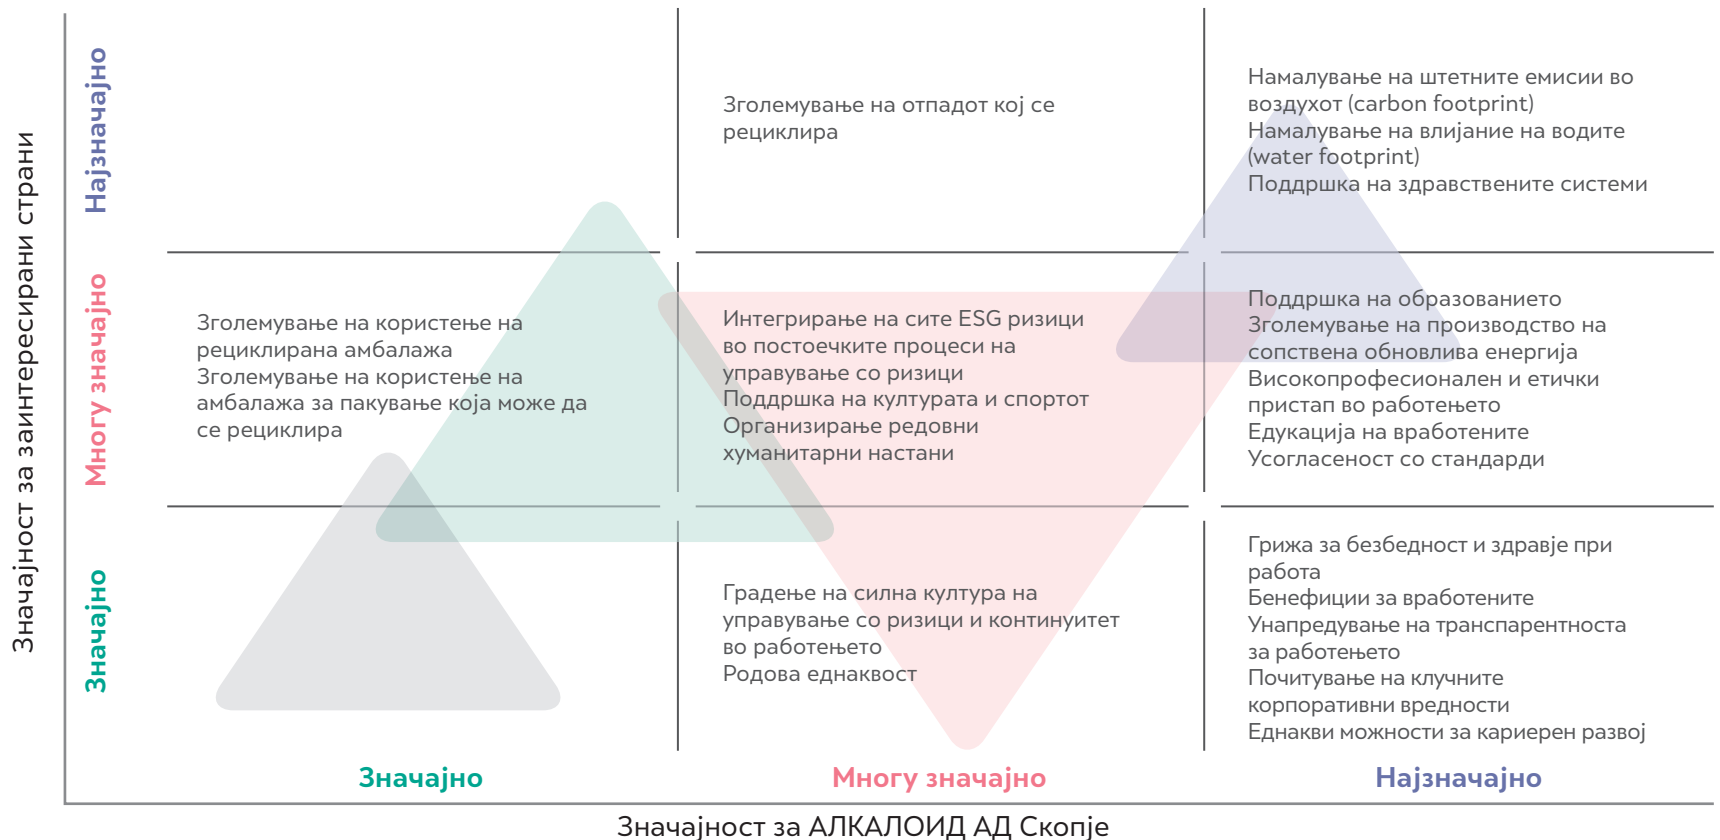 Значајност за заинтересирани страни
Најзначајно
Зголемување на отпадот кој се
рециклира
Намалување на штетните емисии во
воздухот (carbon footprint)
Намалување на влијание на водите
(water footprint)
Поддршка на здравствените системи
Многу значајно
Зголемување на користење на
рециклирана амбалажа
Зголемување на користење на
амбалажа за пакување која може да
се рециклира
Интегрирање на сите ESG ризици
во постоечките процеси на
управување со ризици
Поддршка на културата и спортот
Организирање редовни
хуманитарни настани
Поддршка на образованието
Зголемување на производство на
сопствена обновлива енергија
Високопрофесионален и етички
пристап во работењето
Едукација на вработените
Усогласеност со стандарди
Значајно
Градење на силна култура на
управување со ризици и континуитет
во работењето
Родова еднаквост
Грижа за безбедност и здравје при
работа
Бенефиции за вработените
Унапредување на транспарентноста
за работењето
Почитување на клучните
корпоративни вредности
Еднакви можности за кариерен развој
Значајно
Многу значајно
Најзначајно
Значајност за АЛКАЛОИД АД Скопје